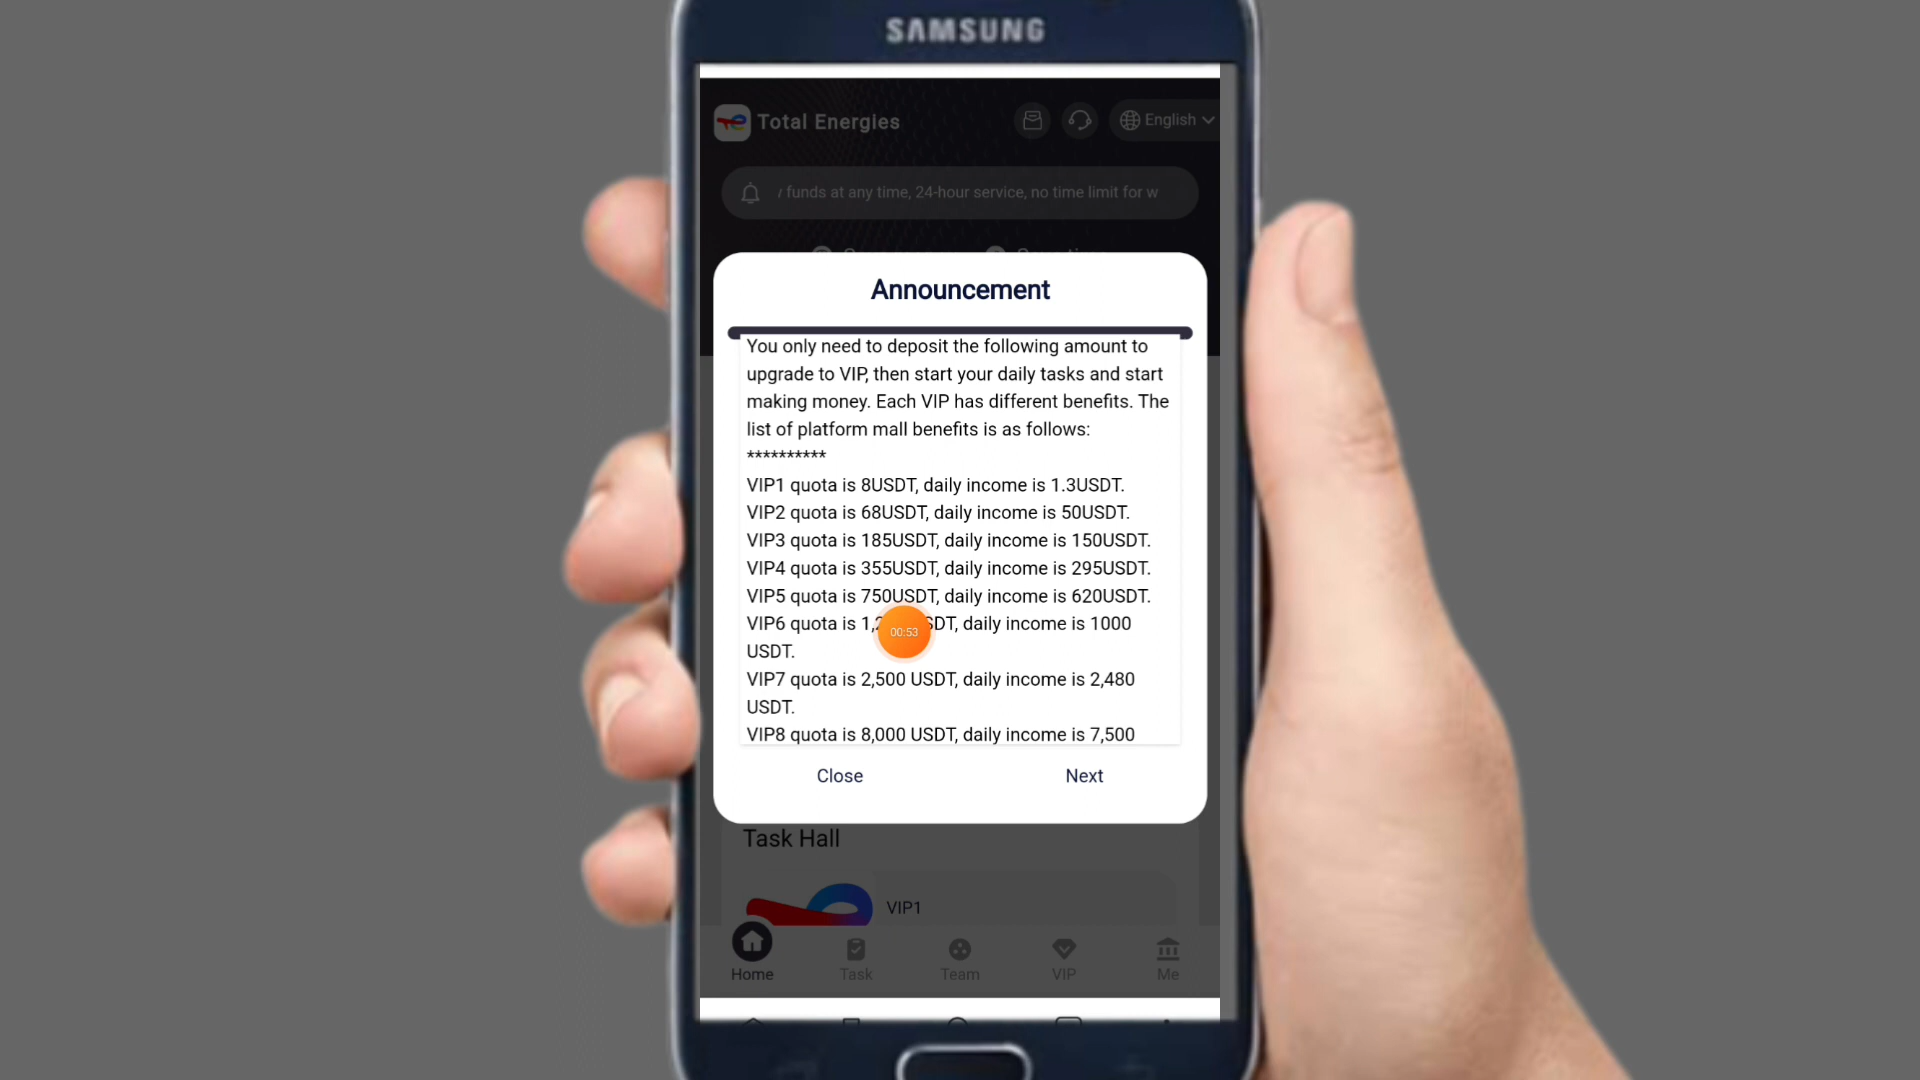 SAMSUNG
Total Energies
English
funds at any time, 24-hour service, no time limit for w
Announcement
You only need to deposit the following amount to
upgrade to VIP, then start your daily tasks and start
making money. Each VIP has different benefits. The
list of platform mall benefits is as follows:
**********
VIP1 quota is 8USDT, daily income is 1.3USDT.
VIP2 quota is 68USDT, daily income is 50USDT.
VIP3 quota is 185USDT, daily income is 150USDT.
VIP4 quota is 355USDT, daily income is 295USDT.
VIP5 quota is 750USDT, daily income is 620USDT.
VIP6 quota is daily income is 1000
00:53
USDT.
VIP7 quota is 2,500 USDT, daily income is 2,480
USDT.
VIP8 quota is 8,000 USDT, daily income is 7,500
Close Next
Task Hall
VIP1
Home Task Team VIP Me